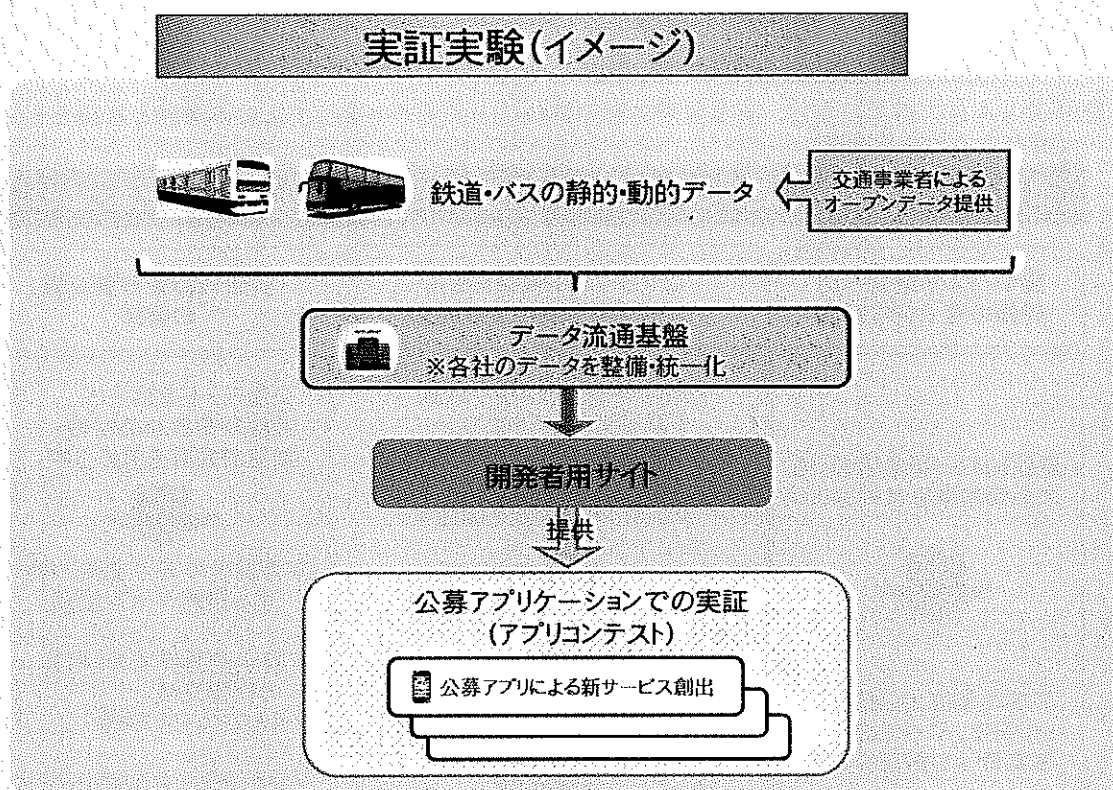 実証実験(イメージ)
鉄道・バスの静的・動的データ
交通事業者による
オープンデータ提供
データ流通基盤
※各社のデータを整備・統一化
開発者用サイト
提供
公募アプリケーションでの実証
(アプリコンテスト)
公募アプリによる新サービス創出